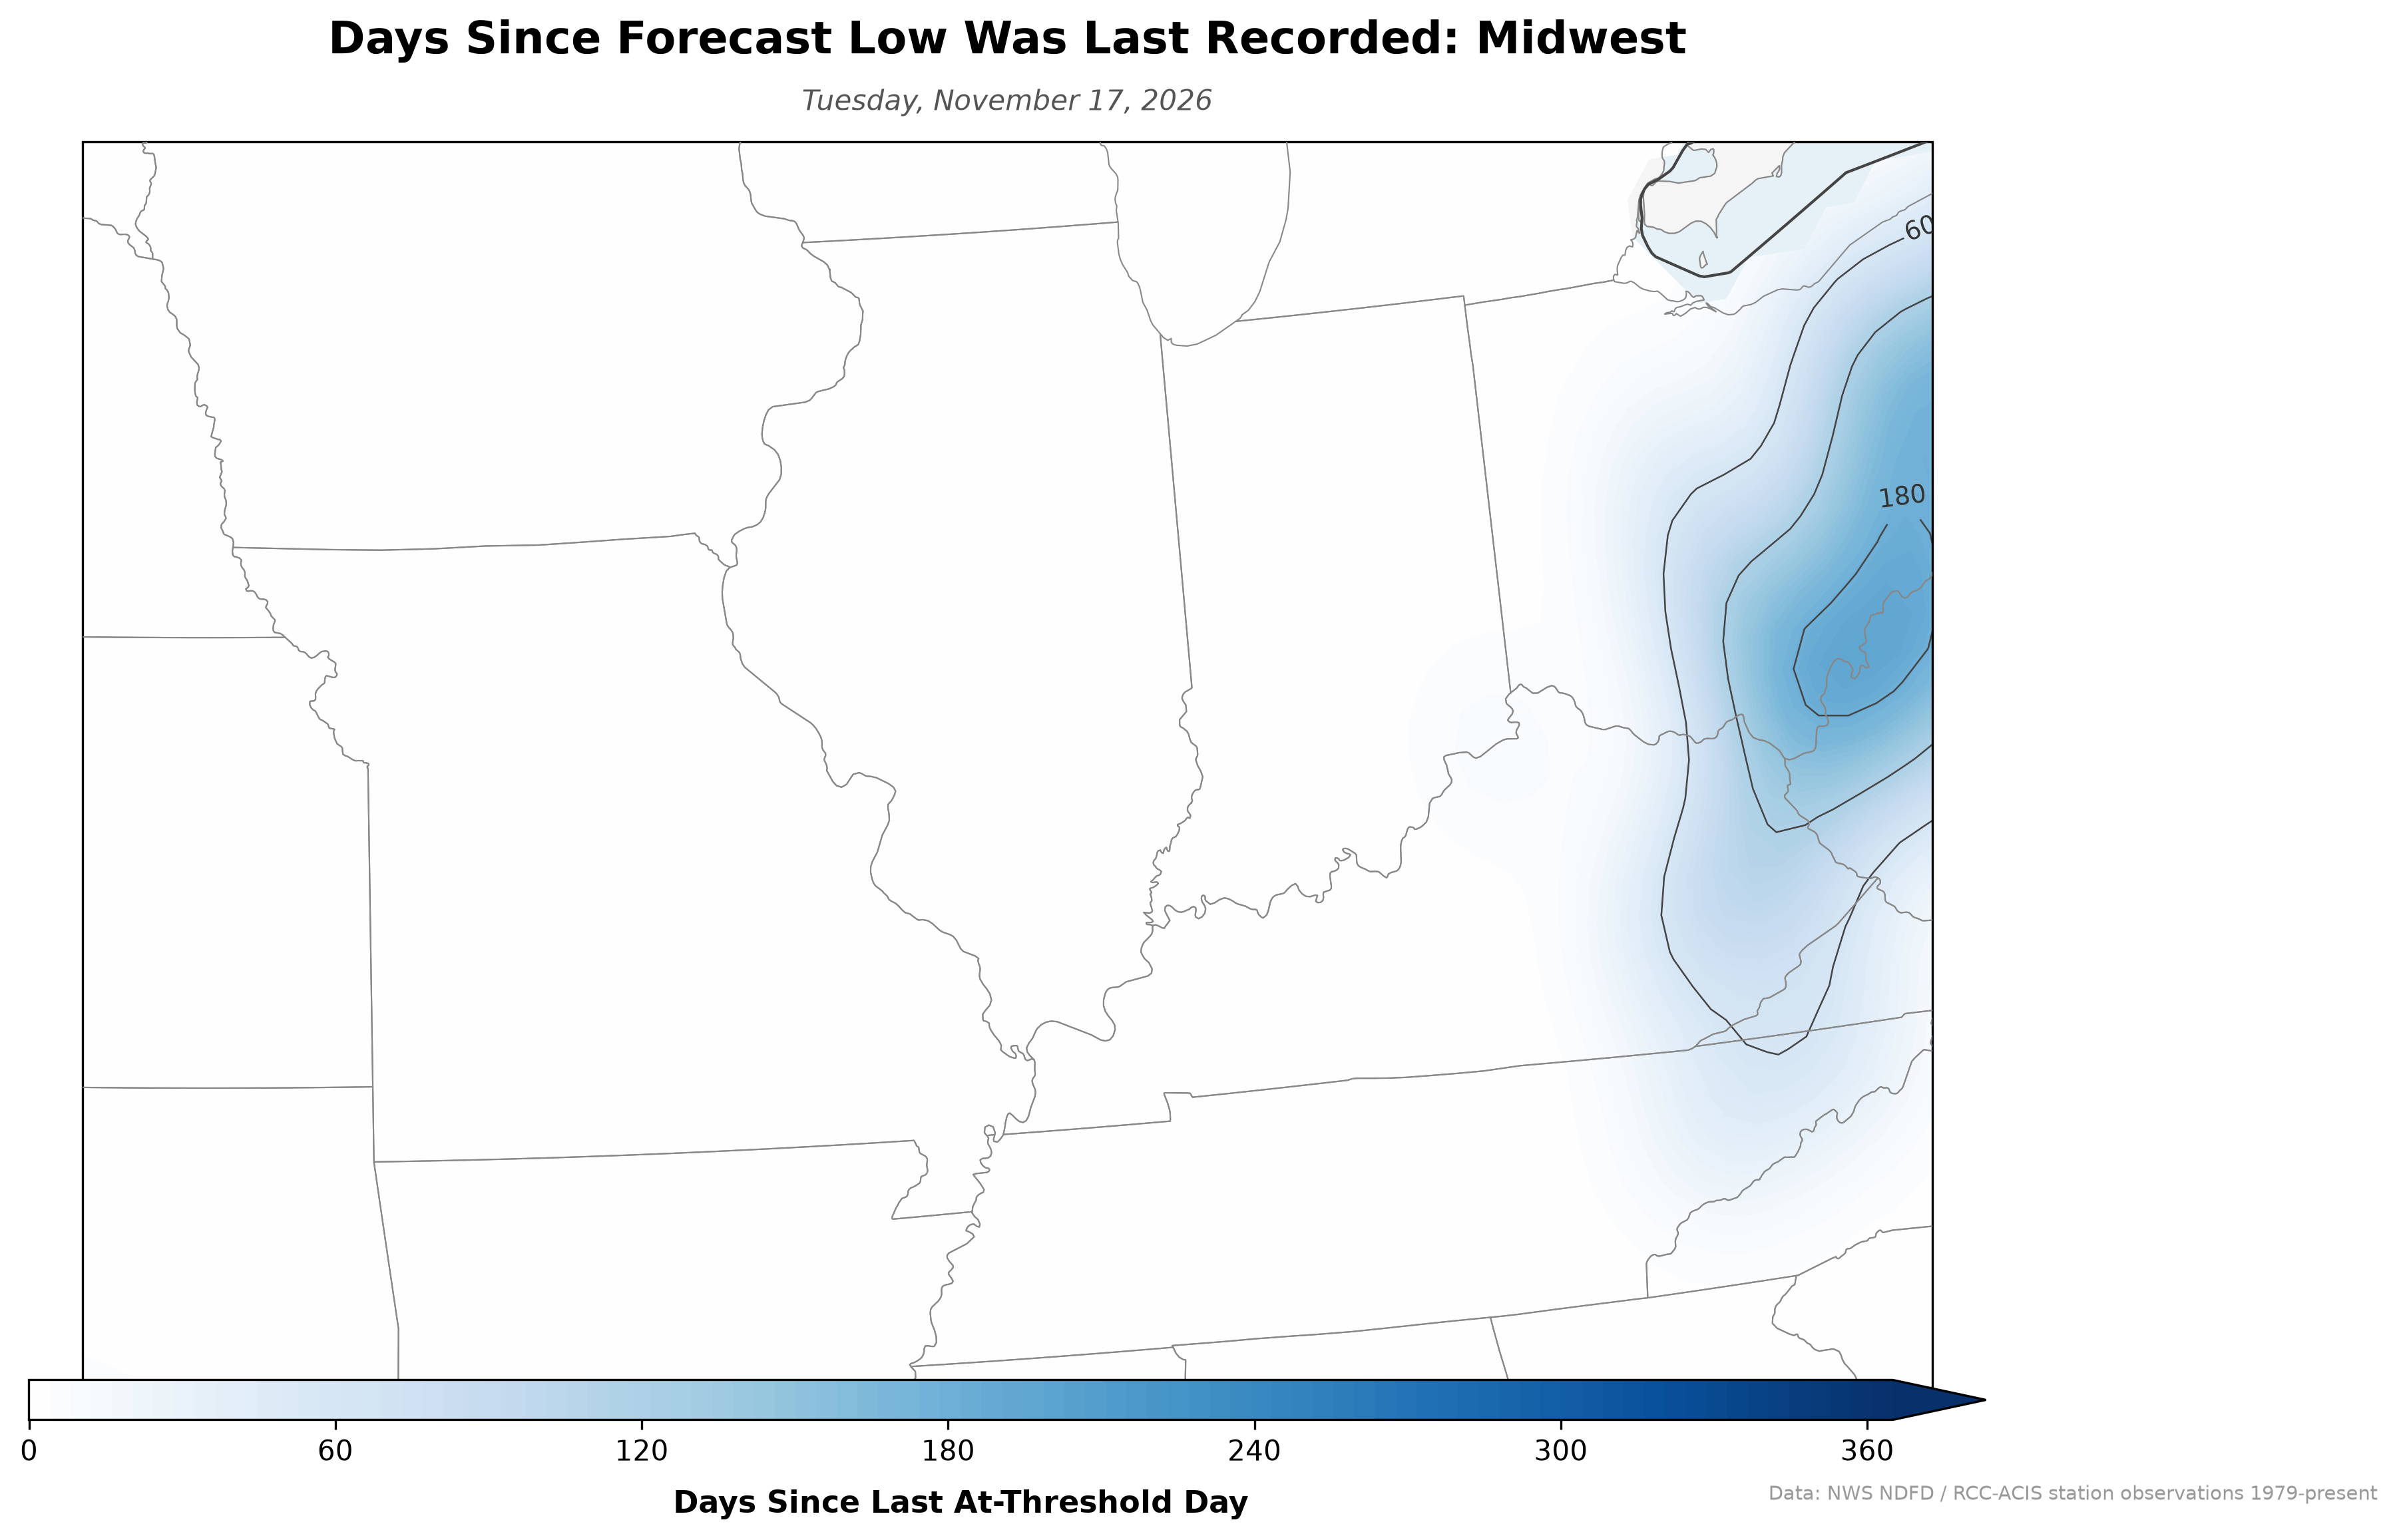 Days Since Forecast Low Was Last Recorded: Midwest
Tuesday, November 17, 2026
60
180
0 60 120 180 240 300 360
Days Since Last At-Threshold Day
Data: NWS NDFD / RCC-ACIS station observations 1979-present